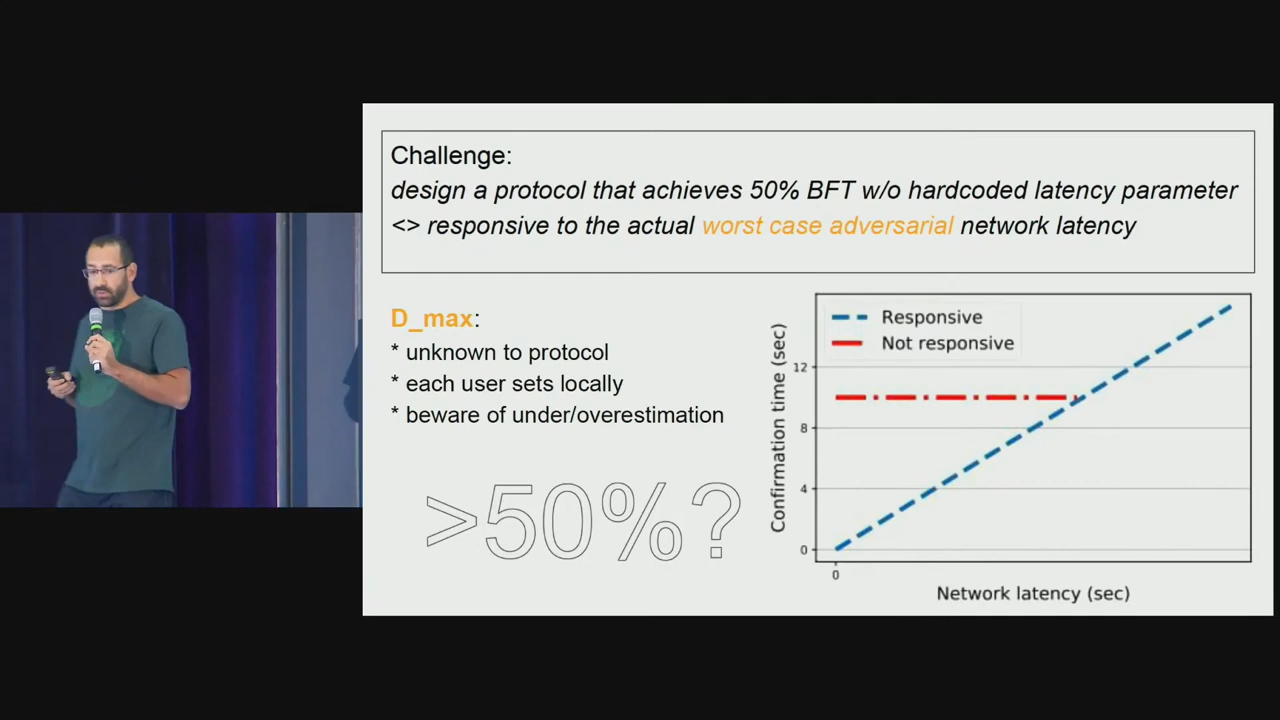 Challenge:
design a protocol that achieves 50% BFT w/o hardcoded latency parameter
<> responsive to the actual worst case adversarial network latency
D_max:
* unknown to protocol
* each user sets locally
* beware of under/overestimation
>50%?
Responsive
Not responsive
Confirmation time (sec)
12
8
4
0
0
Network latency (sec)